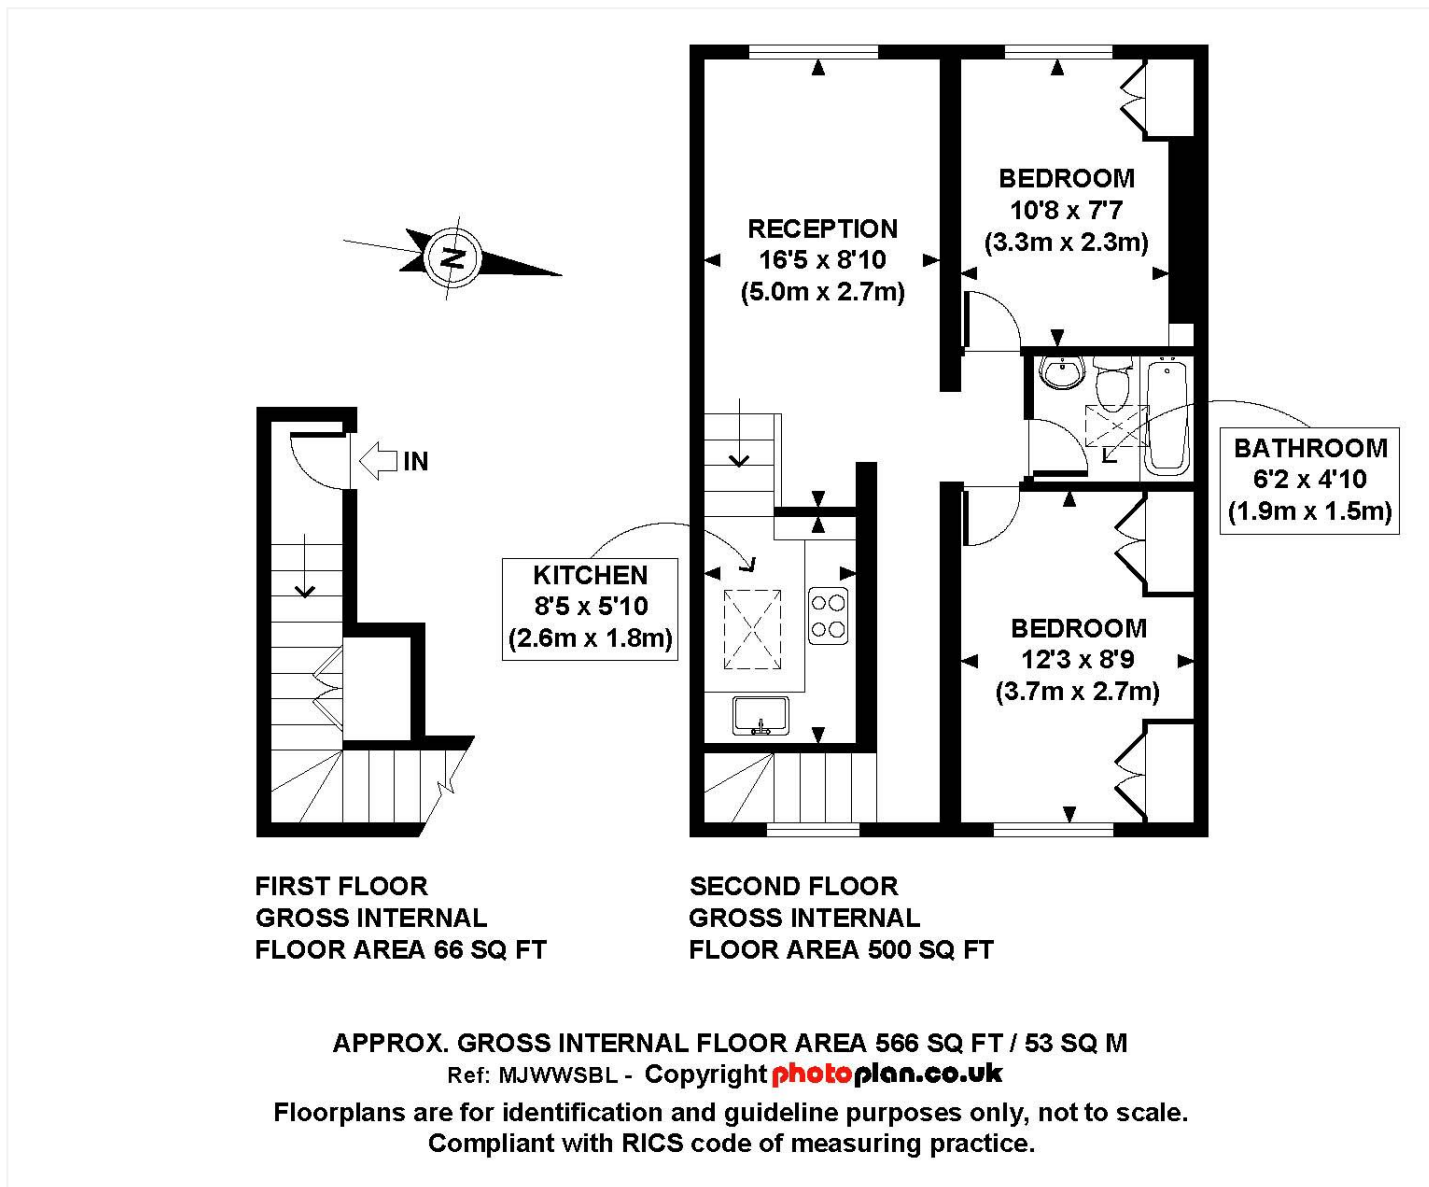 RECEPTION
16'5 x 8'10
(5.0m x 2.7m)
BEDROOM
10'8 x 7'7
(3.3m x 2.3m)
N
IN
BATHROOM
6'2 x 4'10
(1.9m x 1.5m)
KITCHEN
8'5 x 5'10
(2.6m x 1.8m)
BEDROOM
12'3 x 8'9
(3.7m x 2.7m)
FIRST FLOOR
GROSS INTERNAL
FLOOR AREA 66 SQ FT
SECOND FLOOR
GROSS INTERNAL
FLOOR AREA 500 SQ FT
APPROX. GROSS INTERNAL FLOOR AREA 566 SQ FT / 53 SQ M
Ref: MJWWSBL - Copyright photoplan.co.uk
Floorplans are for identification and guideline purposes only, not to scale.
Compliant with RICS code of measuring practice.